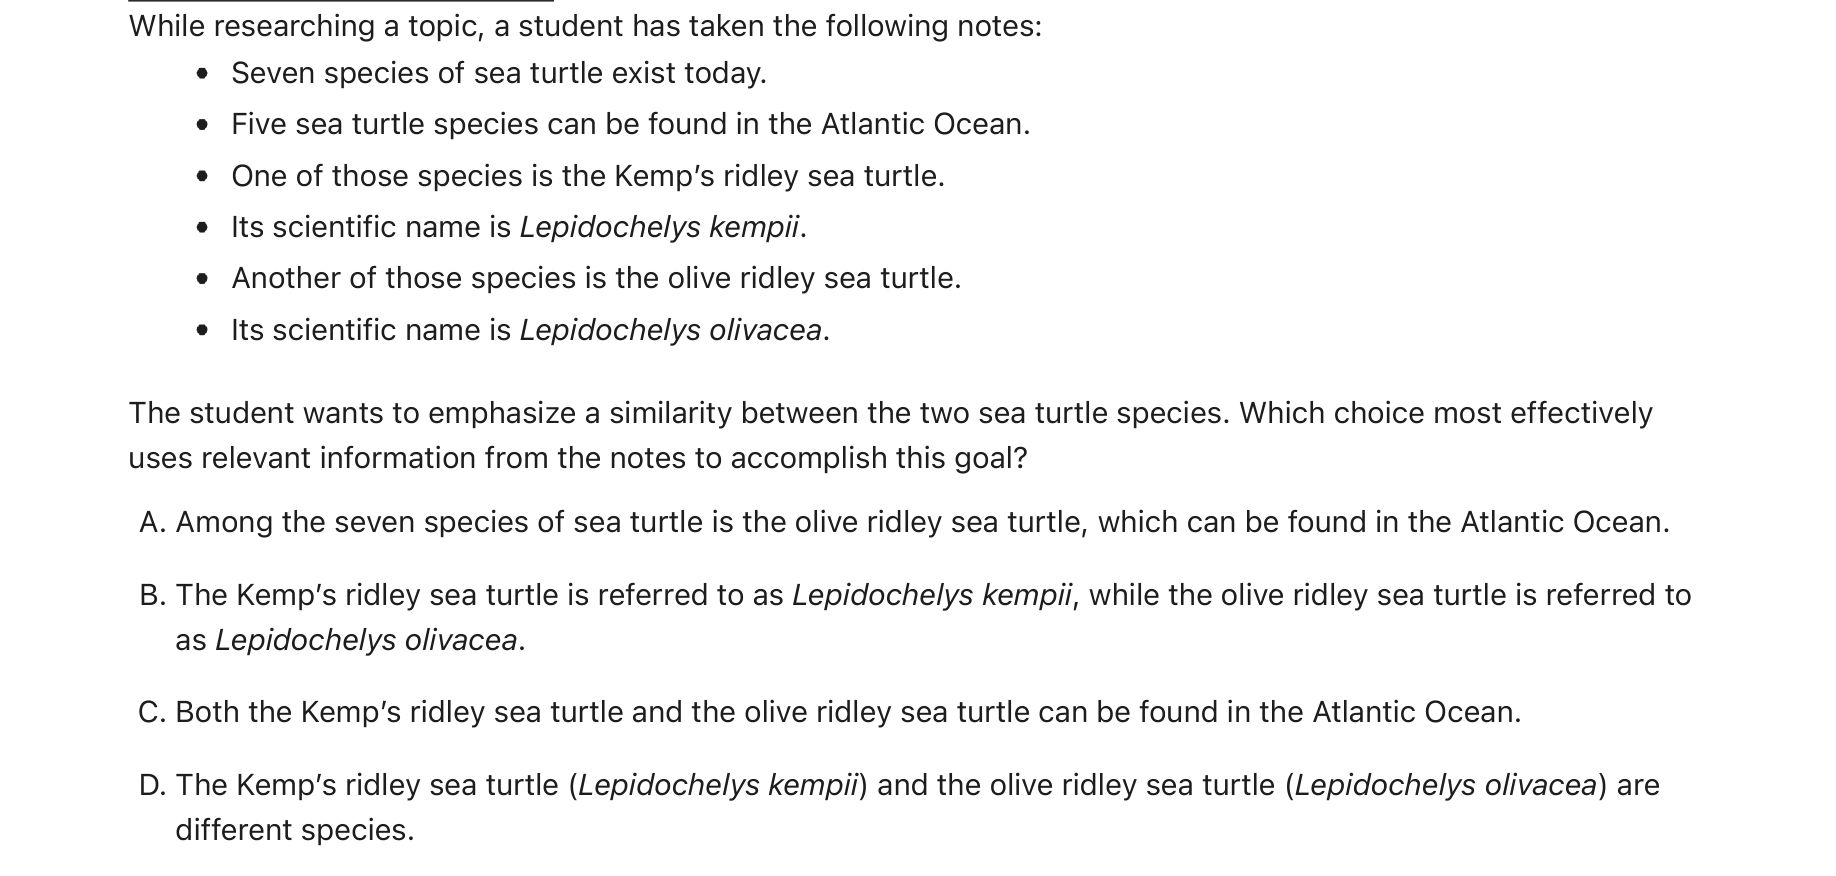 While researching a topic, a student has taken the following notes:
• Seven species of sea turtle exist today.
• Five sea turtle species can be found in the Atlantic Ocean.
• One of those species is the Kemp’s ridley sea turtle.
• Its scientific name is Lepidochelys kempii.
• Another of those species is the olive ridley sea turtle.
• Its scientific name is Lepidochelys olivacea.
The student wants to emphasize a similarity between the two sea turtle species. Which choice most effectively
uses relevant information from the notes to accomplish this goal?
A. Among the seven species of sea turtle is the olive ridley sea turtle, which can be found in the Atlantic Ocean.
B. The Kemp’s ridley sea turtle is referred to as Lepidochelys kempii, while the olive ridley sea turtle is referred to
as Lepidochelys olivacea.
C. Both the Kemp’s ridley sea turtle and the olive ridley sea turtle can be found in the Atlantic Ocean.
D. The Kemp’s ridley sea turtle (Lepidochelys kempii) and the olive ridley sea turtle (Lepidochelys olivacea) are
different species.